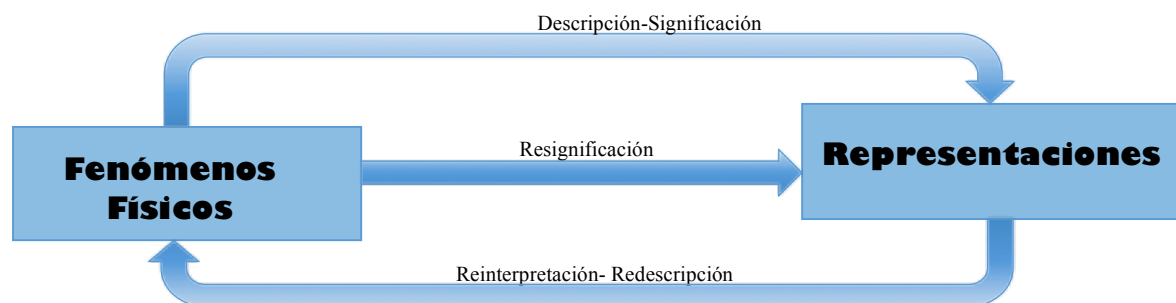 Descripción-Significación
Fenómenos
Físicos
Resignificación
Representaciones
Reinterpretación- Redescripción